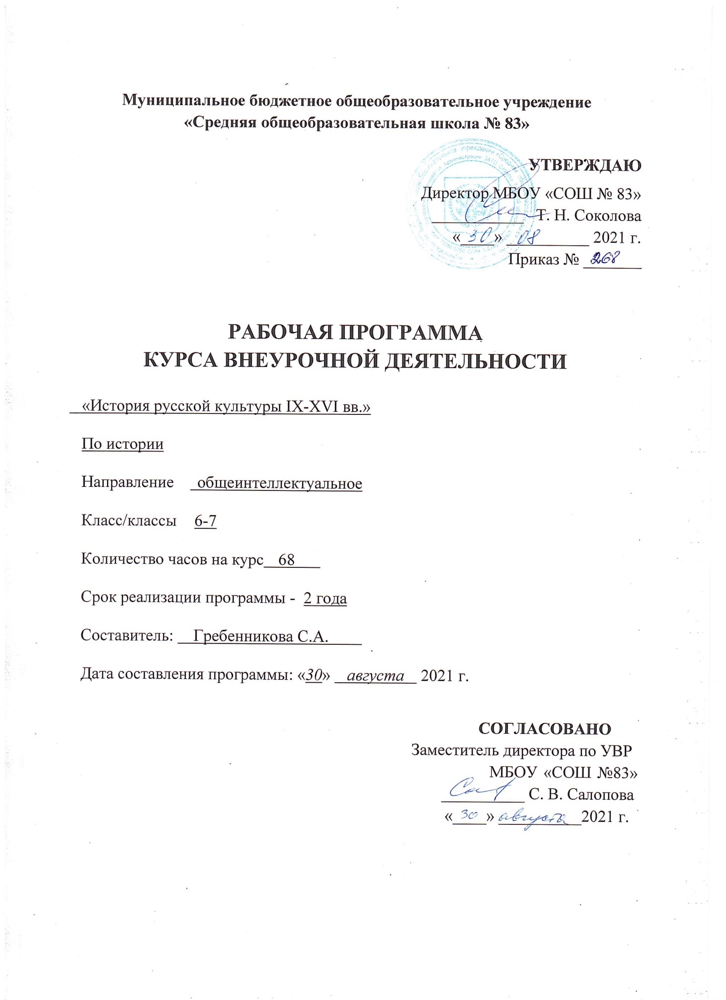 Муниципальное бюджетное общеобразовательное учреждение
«Средняя общеобразовательная школа № 83»
УТВЕРЖДАЮ
Директор МБОУ «СОШ № 83»
Т. Н. Соколова
«30» 08 2021 г.
Приказ № 268
РАБОЧАЯ ПРОГРАММА
КУРСА ВНЕУРОЧНОЙ ДЕЯТЕЛЬНОСТИ
«История русской культуры IX-XVI вв.»
По истории
Направление общеинтеллектуальное
Класс/классы 6-7
Количество часов на курс 68
Срок реализации программы - 2 года
Составитель: Гребенникова С.А.
Дата составления программы: «30» августа 2021 г.
СОГЛАСОВАНО
Заместитель директора по УВР
МБОУ «СОШ №83»
С. В. Салопова
«30» августа 2021 г.